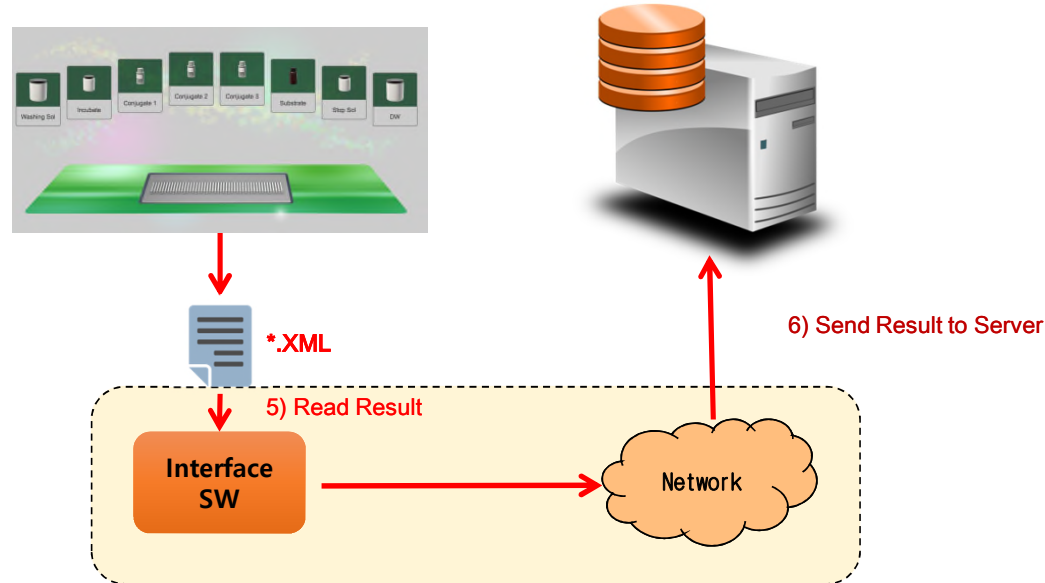 Washing Sol
Incubate
Conjugate 1
Conjugate 2
Conjugate 3
Substrate
Stop Sol
DW
*.XML
6) Send Result to Server
5) Read Result
Interface
SW
Network